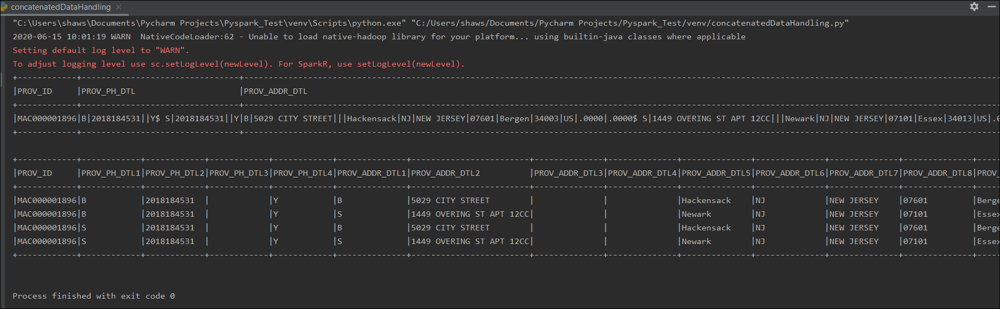 concatenatedDataHandling
"C:\Users\shaws\Documents\Pycharm Projects\Pyspark_Test\venv\Scripts\python.exe" "C:/Users/shaws/Documents/Pycharm Projects/Pyspark_Test/venv/concatenatedDataHandling.py"
2020-06-15 10:01:19 WARN  NativeCodeLoader:62 - Unable to load native-hadoop library for your platform... using builtin-java classes where applicable
Setting default log level to "WARN".
To adjust logging level use sc.setLogLevel(newLevel). For SparkR, use setLogLevel(newLevel).
|PROV_ID     |PROV_PH_DTL                     |PROV_ADDR_DTL
|MAC000001896|B|2018184531||Y$ S|2018184531||Y|B|5029 CITY STREET|||Hackensack|NJ|NEW JERSEY|07601|Bergen|34003|US|.0000|.0000$ S|1449 OVERING ST APT 12CC|||Newark|NJ|NEW JERSEY|07101|Essex|34013|US|.0
|PROV_ID     |PROV_PH_DTL1|PROV_PH_DTL2|PROV_PH_DTL3|PROV_PH_DTL4|PROV_ADDR_DTL1|PROV_ADDR_DTL2          |PROV_ADDR_DTL3|PROV_ADDR_DTL4|PROV_ADDR_DTL5|PROV_ADDR_DTL6|PROV_ADDR_DTL7|PROV_ADDR_DTL8|PROV_
|MAC000001896|B           |2018184531  |            |Y           |B             |5029 CITY STREET        |              |              |Hackensack    |NJ            |NEW JERSEY    |07601         |Berge
|MAC000001896|B           |2018184531  |            |Y           |S             |1449 OVERING ST APT 12CC|              |              |Newark        |NJ            |NEW JERSEY    |07101         |Essex
|MAC000001896|S           |2018184531  |            |Y           |B             |5029 CITY STREET        |              |              |Hackensack    |NJ            |NEW JERSEY    |07601         |Berge
|MAC000001896|S           |2018184531  |            |Y           |S             |1449 OVERING ST APT 12CC|              |              |Newark        |NJ            |NEW JERSEY    |07101         |Essex
Process finished with exit code 0